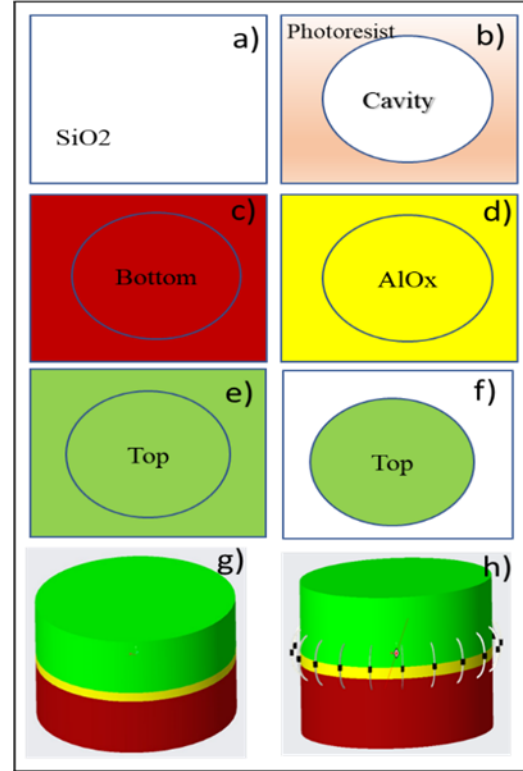 a)
SiO2
Photoresist
b)
Cavity
c)
Bottom
d)
AlOx
e)
Top
f)
Top
g)
h)